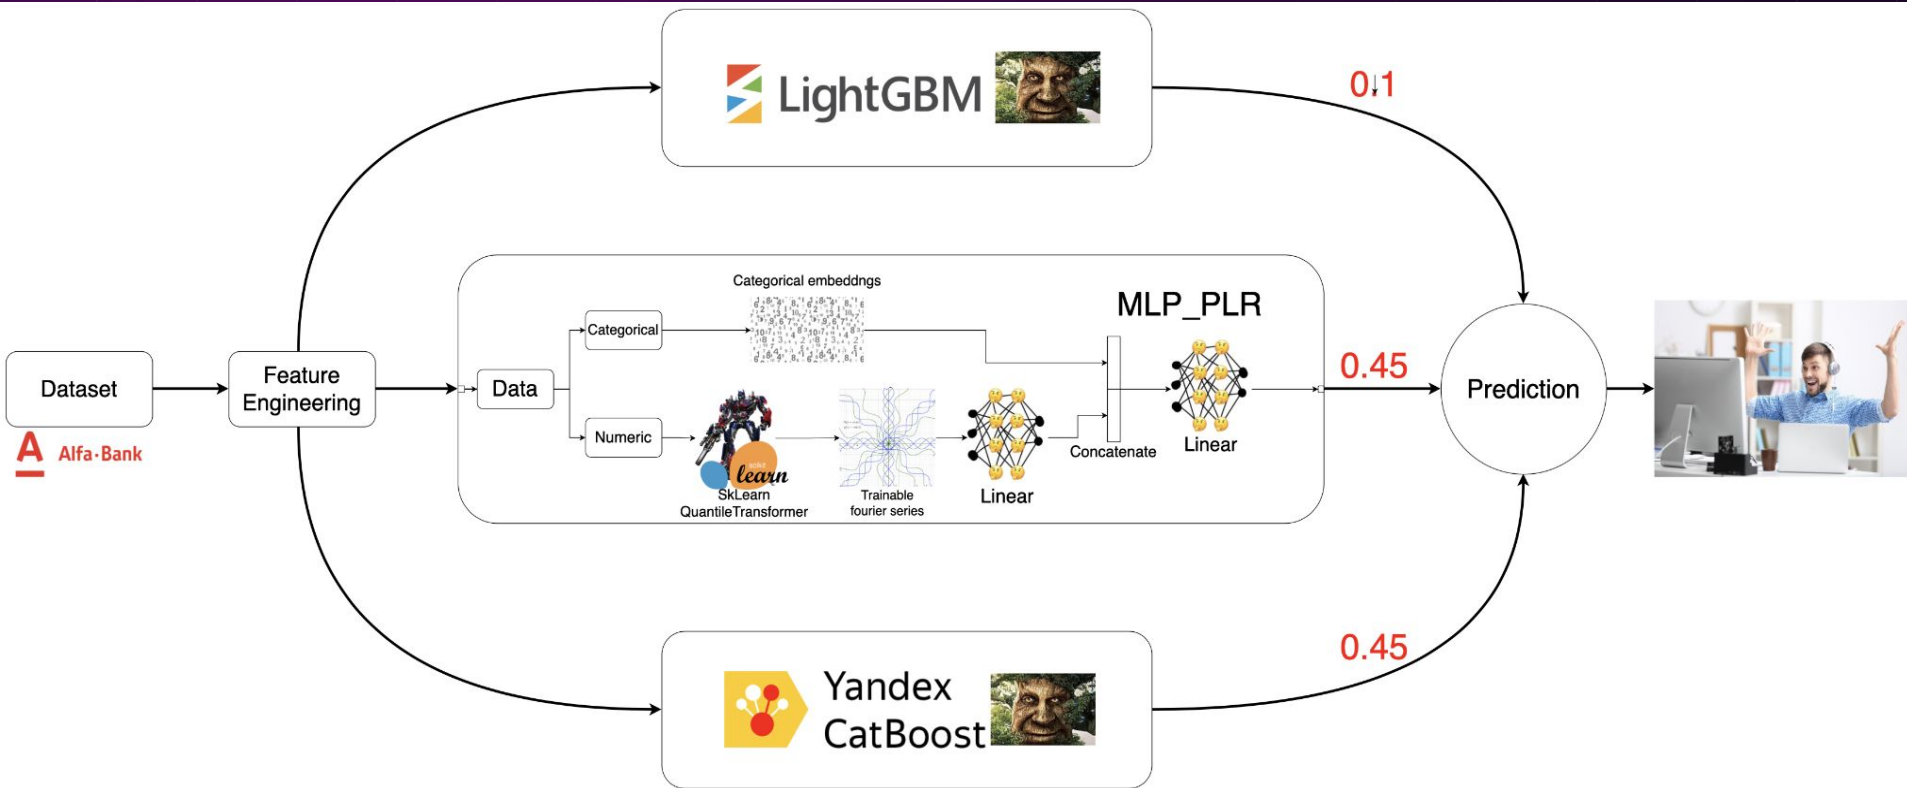 LightGBM
0.1
Categorical embeddngs
MLP_PLR
Categorical
0.45
Dataset
Feature
Engineering
Data
Prediction
Numeric
Alfa·Bank
learn
Concatenate
Linear
SkLearn
QuantileTransformer
Trainable
fourier series
Linear
0.45
Yandex
CatBoost